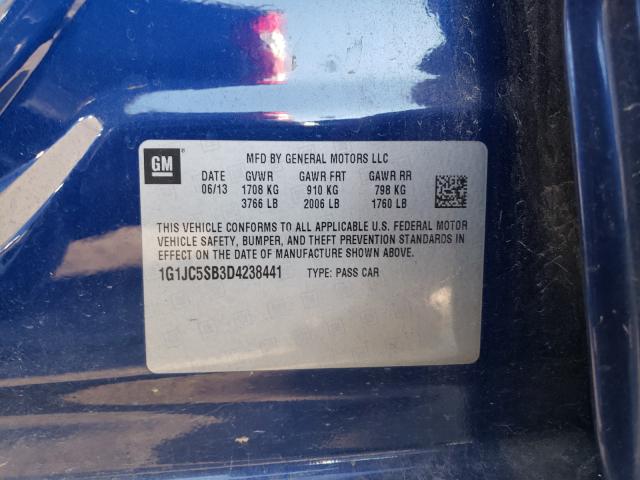 GM MFD BY GENERAL MOTORS LLC
DATE GVWR GAWR FRT GAWR RR
06/13 1708 KG 910 KG 798 KG
3766 LB 2006 LB 1760 LB
THIS VEHICLE CONFORMS TO ALL APPLICABLE U.S. FEDERAL MOTOR
VEHICLE SAFETY, BUMPER, AND THEFT PREVENTION STANDARDS IN
EFFECT ON THE DATE OF MANUFACTURE SHOWN ABOVE.
1G1JC5SB3D4238441 TYPE: PASS CAR